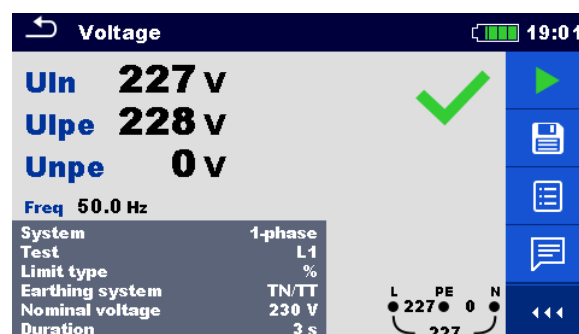 Voltage 19:01
Uln 227 V
Ulpe 228 V
Unpe 0 V
Freq 50.0 Hz
System 1-phase
Test L1
Limit type %
Earthing system TN/TT
Nominal voltage 230 V
Duration 3 s
L PE N
227 0
227